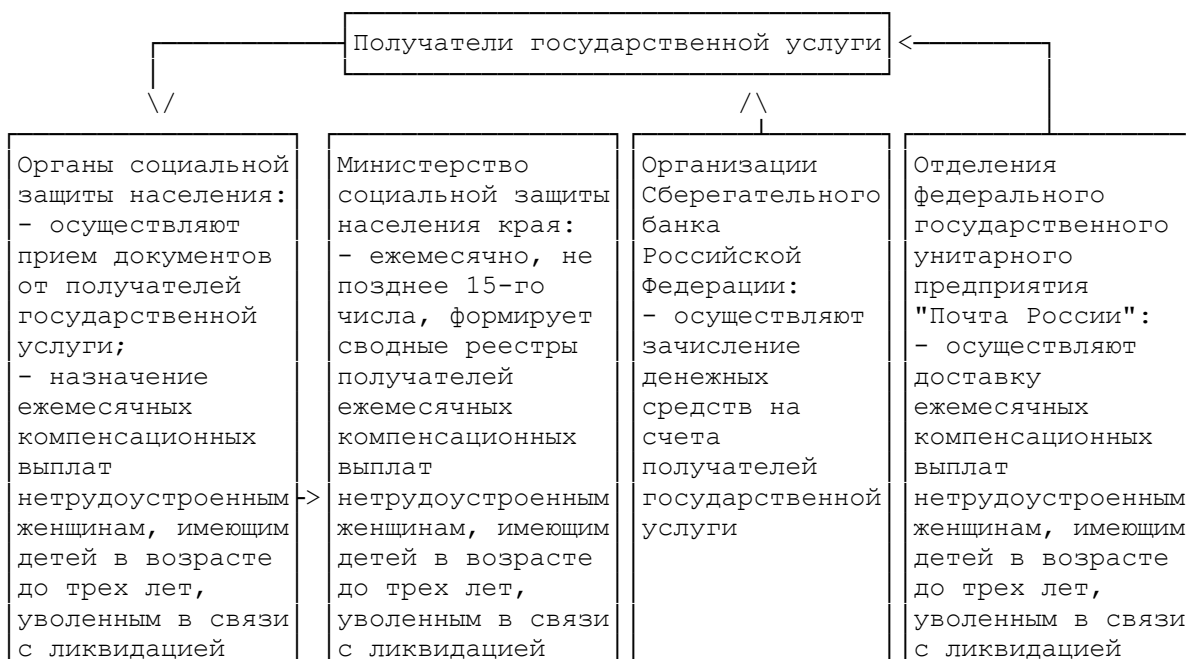 Получатели государственной услуги
Органы социальной
защиты населения:
- осуществляют
прием документов
от получателей
государственной
услуги;
- назначение
ежемесячных
компенсационных
выплат
нетрудоустроенным
женщинам, имеющим
детей в возрасте
до трех лет,
уволенным в связи
с ликвидацией
Министерство
социальной защиты
населения края:
- ежемесячно, не
позднее 15-го
числа, формирует
сводные реестры
получателей
ежемесячных
компенсационных
выплат
нетрудоустроенным
женщинам, имеющим
детей в возрасте
до трех лет,
уволенным в связи
с ликвидацией
Организации
Сберегательного
банка
Российской
Федерации:
- осуществляют
зачисление
денежных
средств на
счета
получателей
государственной
услуги
Отделения
федерального
государственного
унитарного
предприятия
"Почта России":
- осуществляют
доставку
ежемесячных
компенсационных
выплат
нетрудоустроенным
женщинам, имеющим
детей в возрасте
до трех лет,
уволенным в связи
с ликвидацией